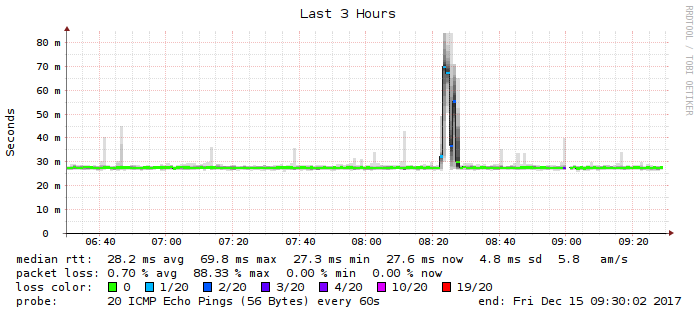 Last 3 Hours
RRDTOOL / TOBI OETIKER
Seconds
80 m
70 m
60 m
50 m
40 m
30 m
20 m
10 m
0
06:40 07:00 07:20 07:40 08:00 08:20 08:40 09:00 09:20
median rtt: 28.2 ms avg 69.8 ms max 27.3 ms min 27.6 ms now 4.8 ms sd 5.8 am/s
packet loss: 0.70 % avg 88.33 % max 0.00 % min 0.00 % now
loss color: 0 1/20 2/20 3/20 4/20 10/20 19/20
probe: 20 ICMP Echo Pings (56 Bytes) every 60s end: Fri Dec 15 09:30:02 2017